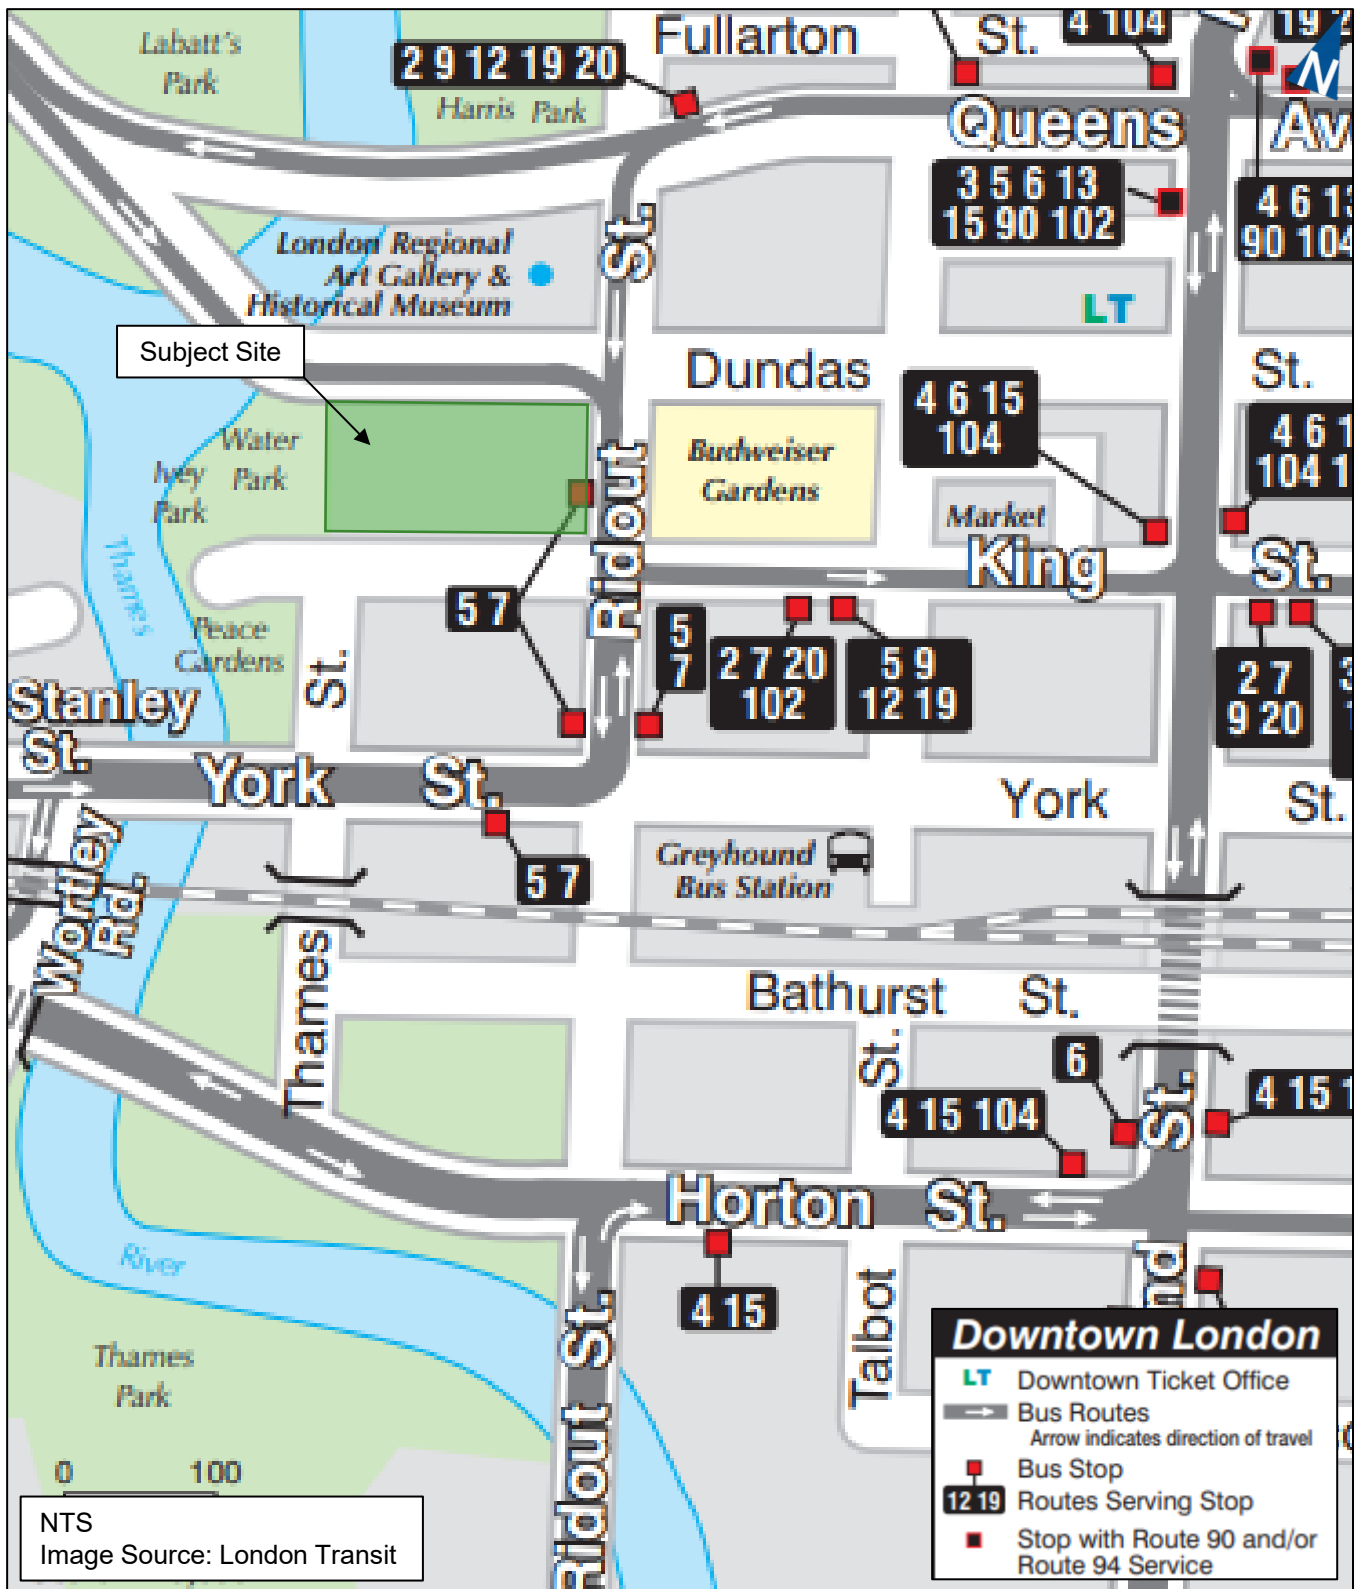 Labatt's
Park
2 9 12 19 20
Harris Park
Fullarton
St.
4 104
N
Queens
Av
3 5 6 13
15 90 102
4 6 13
90 104
St.
London Regional
Art Gallery &
Historical Museum
LT
Subject Site
Dundas
St.
4 6 15
104
4 6 1
104 1
Water
Park
Ivey
Park
Budweiser
Gardens
Market
Ridout
King
St.
Thames
5 7
5
7
2 7 20
102
5 9
12 19
2 7
9 20
Peace
Gardens
St.
Stanley
St.
York
St.
York
St.
Wortley
Rd.
5 7
Greyhound
Bus Station
Thames
Bathurst
St.
St.
6
4 15 104
St.
4 15 1
Horton
St.
River
4 15
Talbot
nd
Ridout St.
Thames
Park
0 100
NTS
Image Source: London Transit
Downtown London
LT Downtown Ticket Office
Bus Routes
Arrow indicates direction of travel
Bus Stop
12 19 Routes Serving Stop
Stop with Route 90 and/or
Route 94 Service